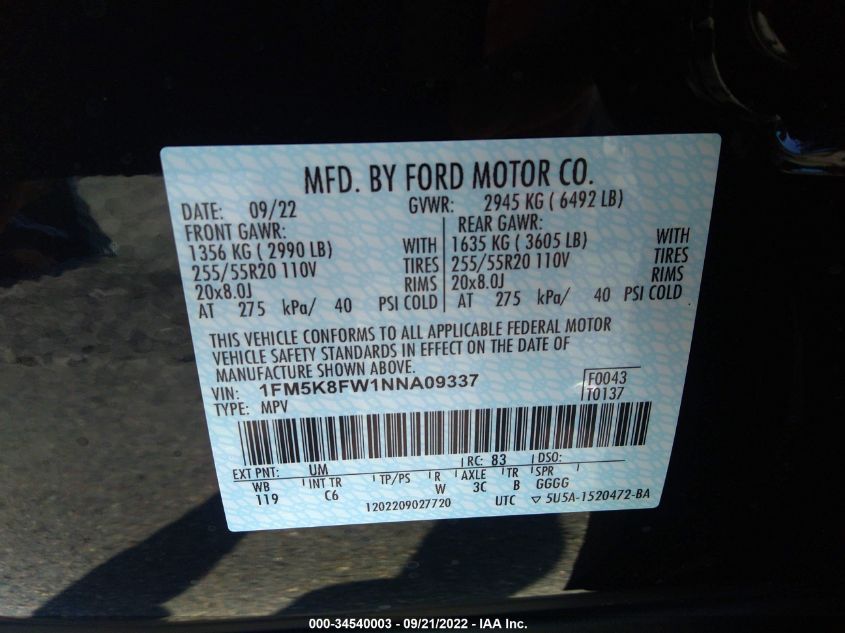 MFD. BY FORD MOTOR CO.
DATE: 09/22 GVWR: 2945 KG ( 6492 LB)
FRONT GAWR: REAR GAWR:
1356 KG ( 2990 LB) WITH 1635 KG ( 3605 LB) WITH
255/55R20 110V TIRES 255/55R20 110V TIRES
20x8.0J RIMS 20x8.0J RIMS
AT 275 kPa/ 40 PSI COLD AT 275 kPa/ 40 PSI COLD
THIS VEHICLE CONFORMS TO ALL APPLICABLE FEDERAL MOTOR
VEHICLE SAFETY STANDARDS IN EFFECT ON THE DATE OF
MANUFACTURE SHOWN ABOVE.
VIN: 1FM5K8FW1NNA09337 F0043
TYPE: MPV T0137
EXT PNT: UM RC: 83 DSO:
WB INT TR TP/PS R AXLE TR SPR
119 C6 W 3C B GGGG
1202209027720 UTC ▽ 5U5A-1520472-BA
000-34540003 - 09/21/2022 - IAA Inc.